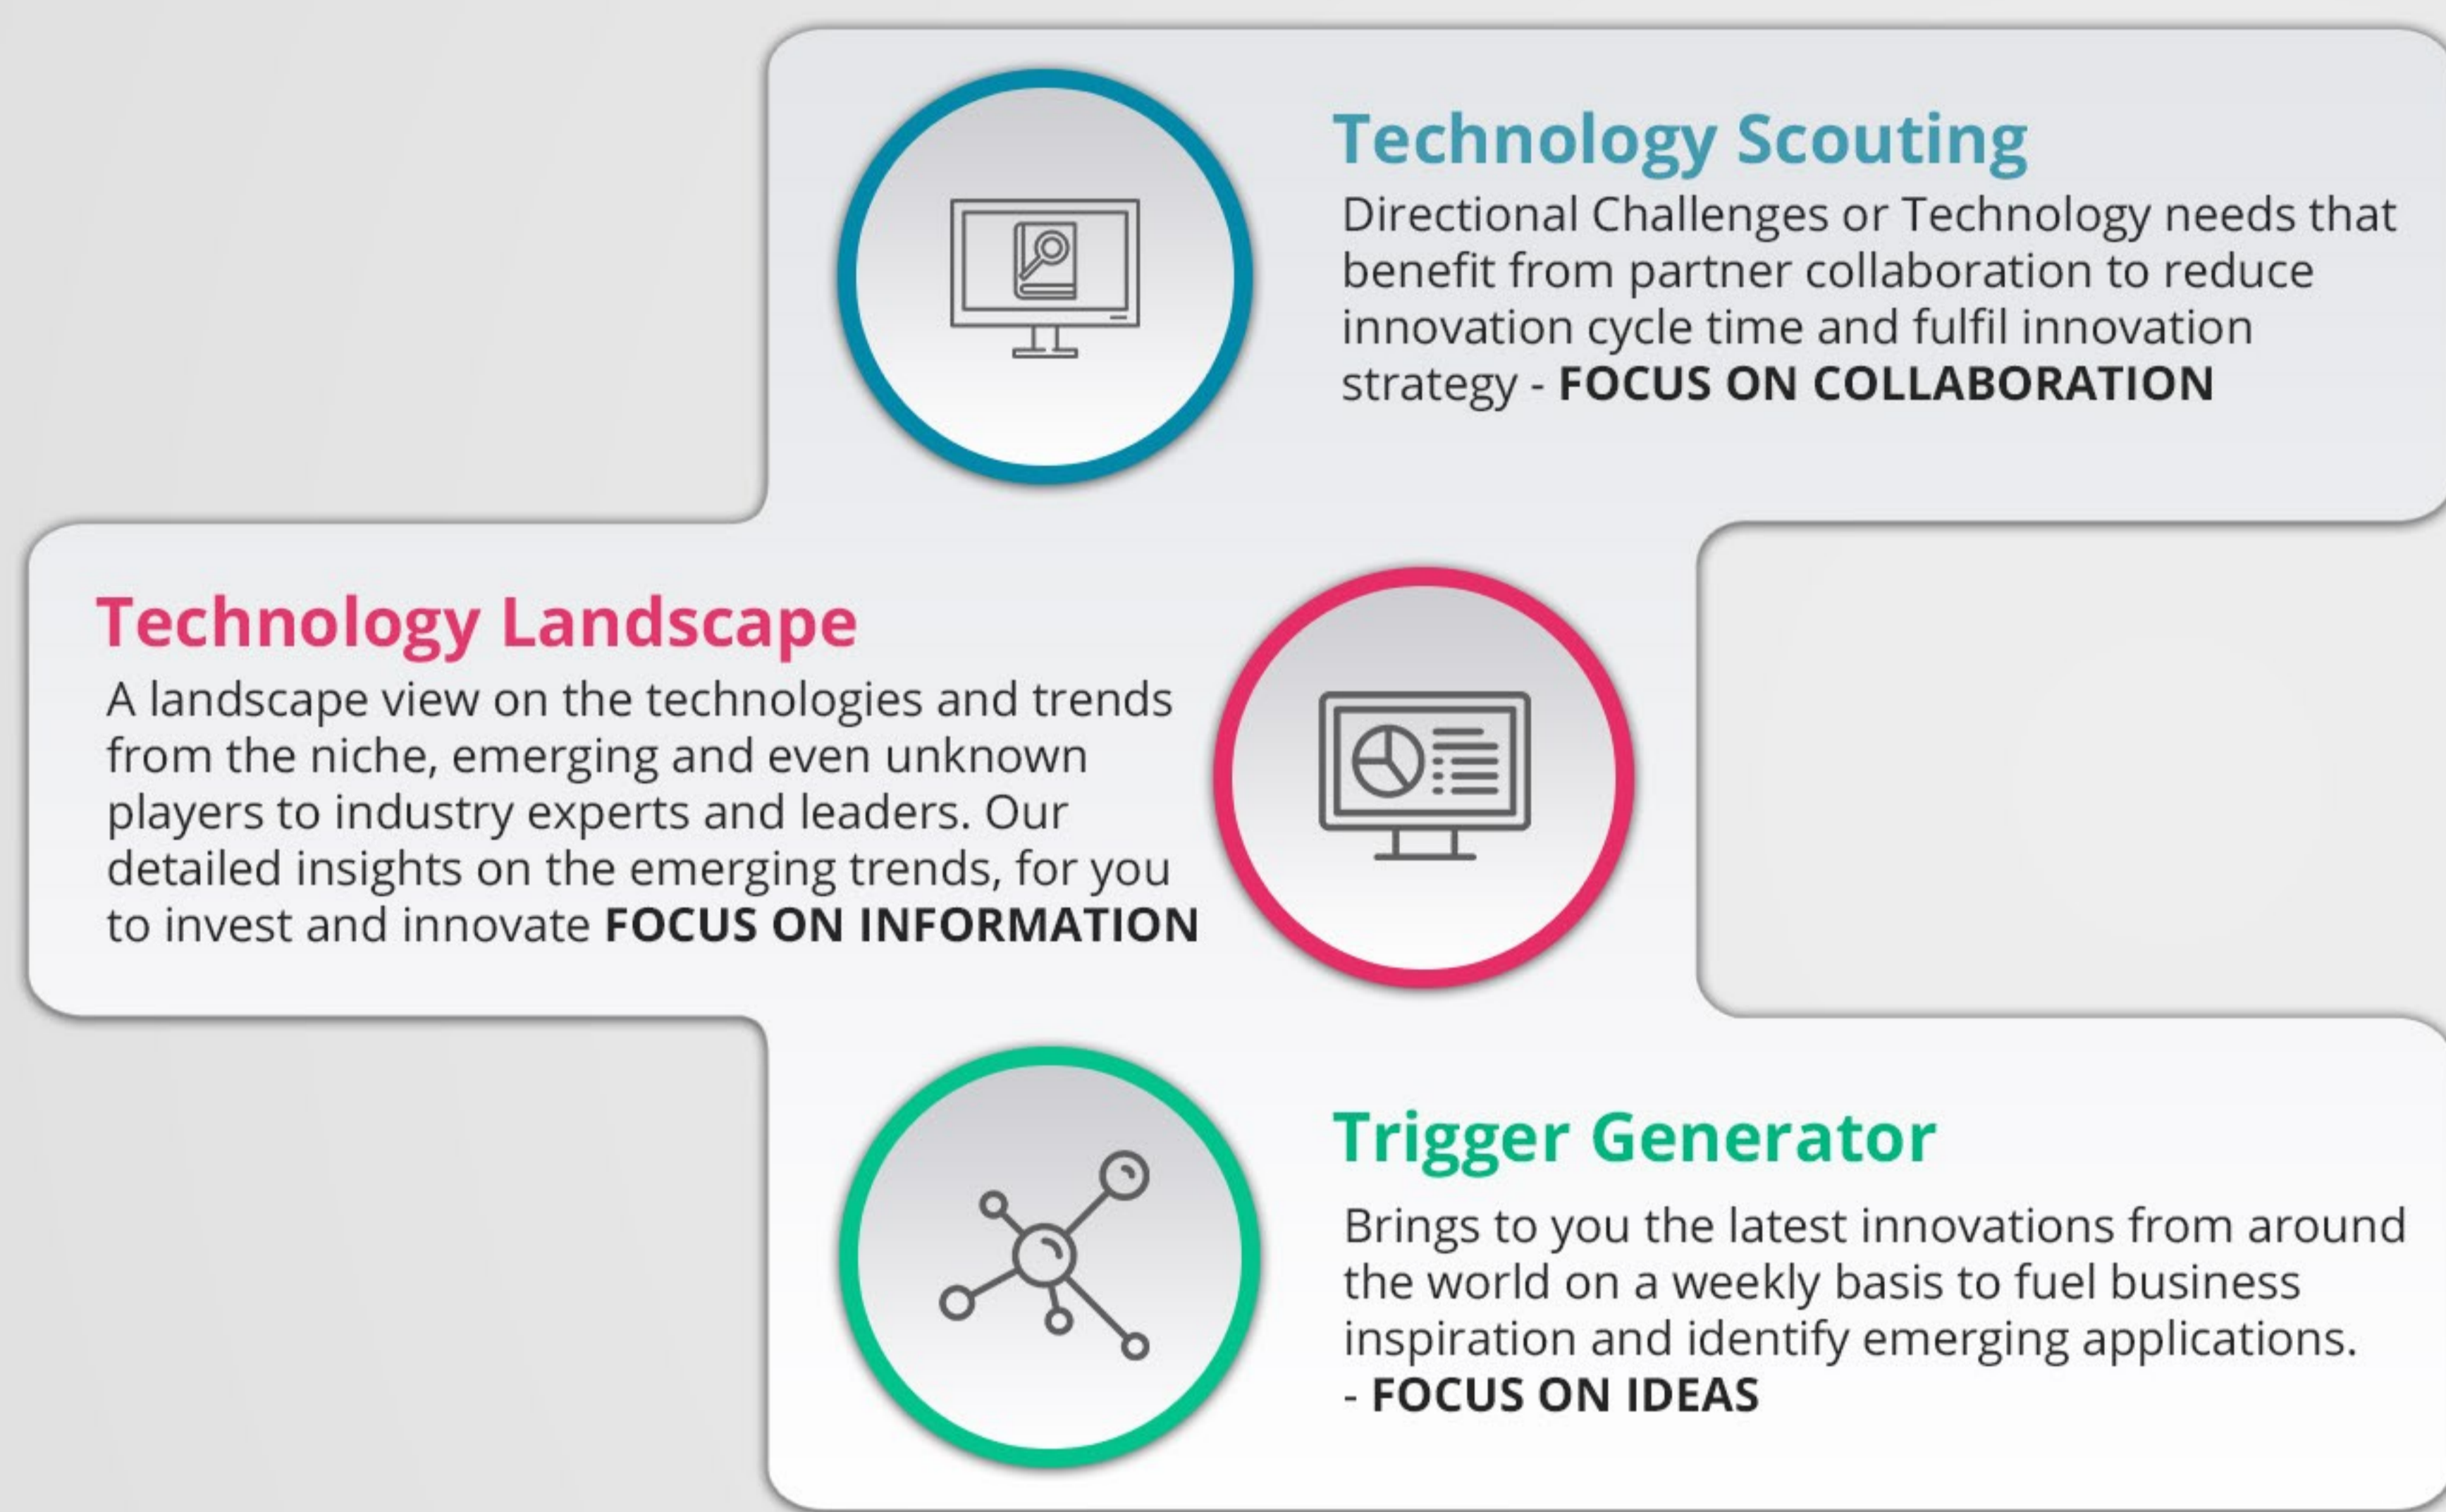 Technology Scouting
Directional Challenges or Technology needs that
benefit from partner collaboration to reduce
innovation cycle time and fulfil innovation
strategy - FOCUS ON COLLABORATION
Technology Landscape
A landscape view on the technologies and trends
from the niche, emerging and even unknown
players to industry experts and leaders. Our
detailed insights on the emerging trends, for you
to invest and innovate FOCUS ON INFORMATION
Trigger Generator
Brings to you the latest innovations from around
the world on a weekly basis to fuel business
inspiration and identify emerging applications.
- FOCUS ON IDEAS